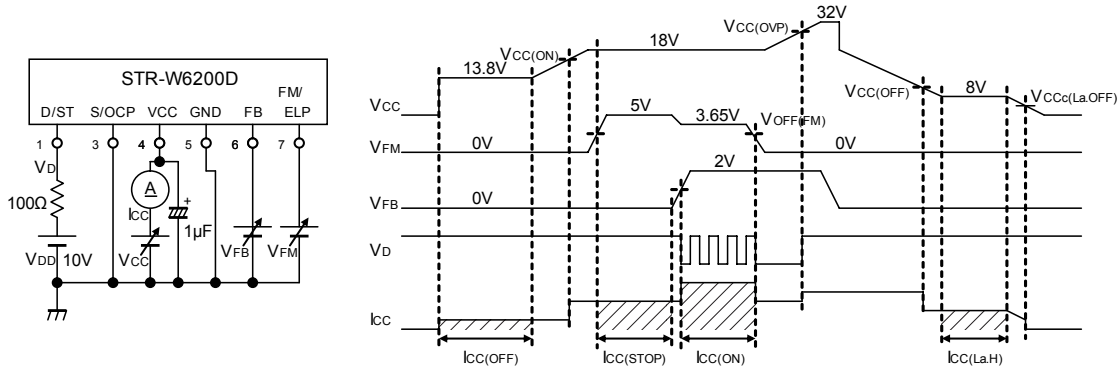 STR-W6200D
FM/
D/ST S/OCP VCC GND FB ELP
1 3 4 5 6 7
VD
100Ω
A
ICC
+
1μF
VDD 10V
VCC
VFB
VFM
32V
VCC(OVP)
VCC(ON)
18V
13.8V
VCC
VCC(OFF)
8V
VCCc(La.OFF)
5V
3.65V
VOFF(FM)
VFM
0V
0V
2V
VFB
0V
VD
ICC
ICC(OFF) ICC(STOP) ICC(ON) ICC(La.H)